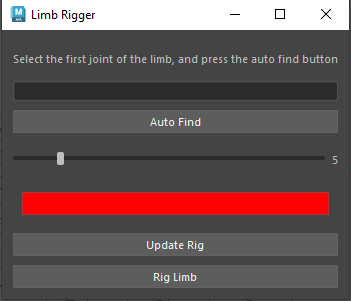 Limb Rigger
Select the first joint of the limb, and press the auto find button
Auto Find
5
Update Rig
Rig Limb